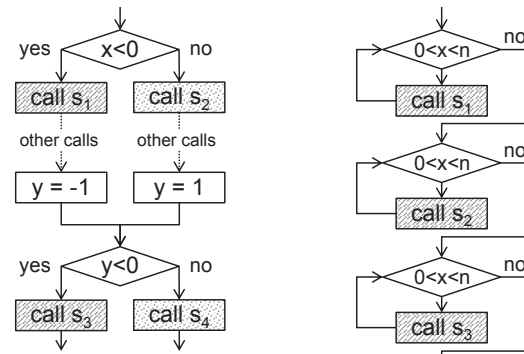 yes x<0 no
call s₁ call s₂
other calls other calls
y = -1 y = 1
yes y<0 no
call s₃ call s₄
0<x<n no
call s₁
0<x<n no
call s₂
0<x<n no
call s₃